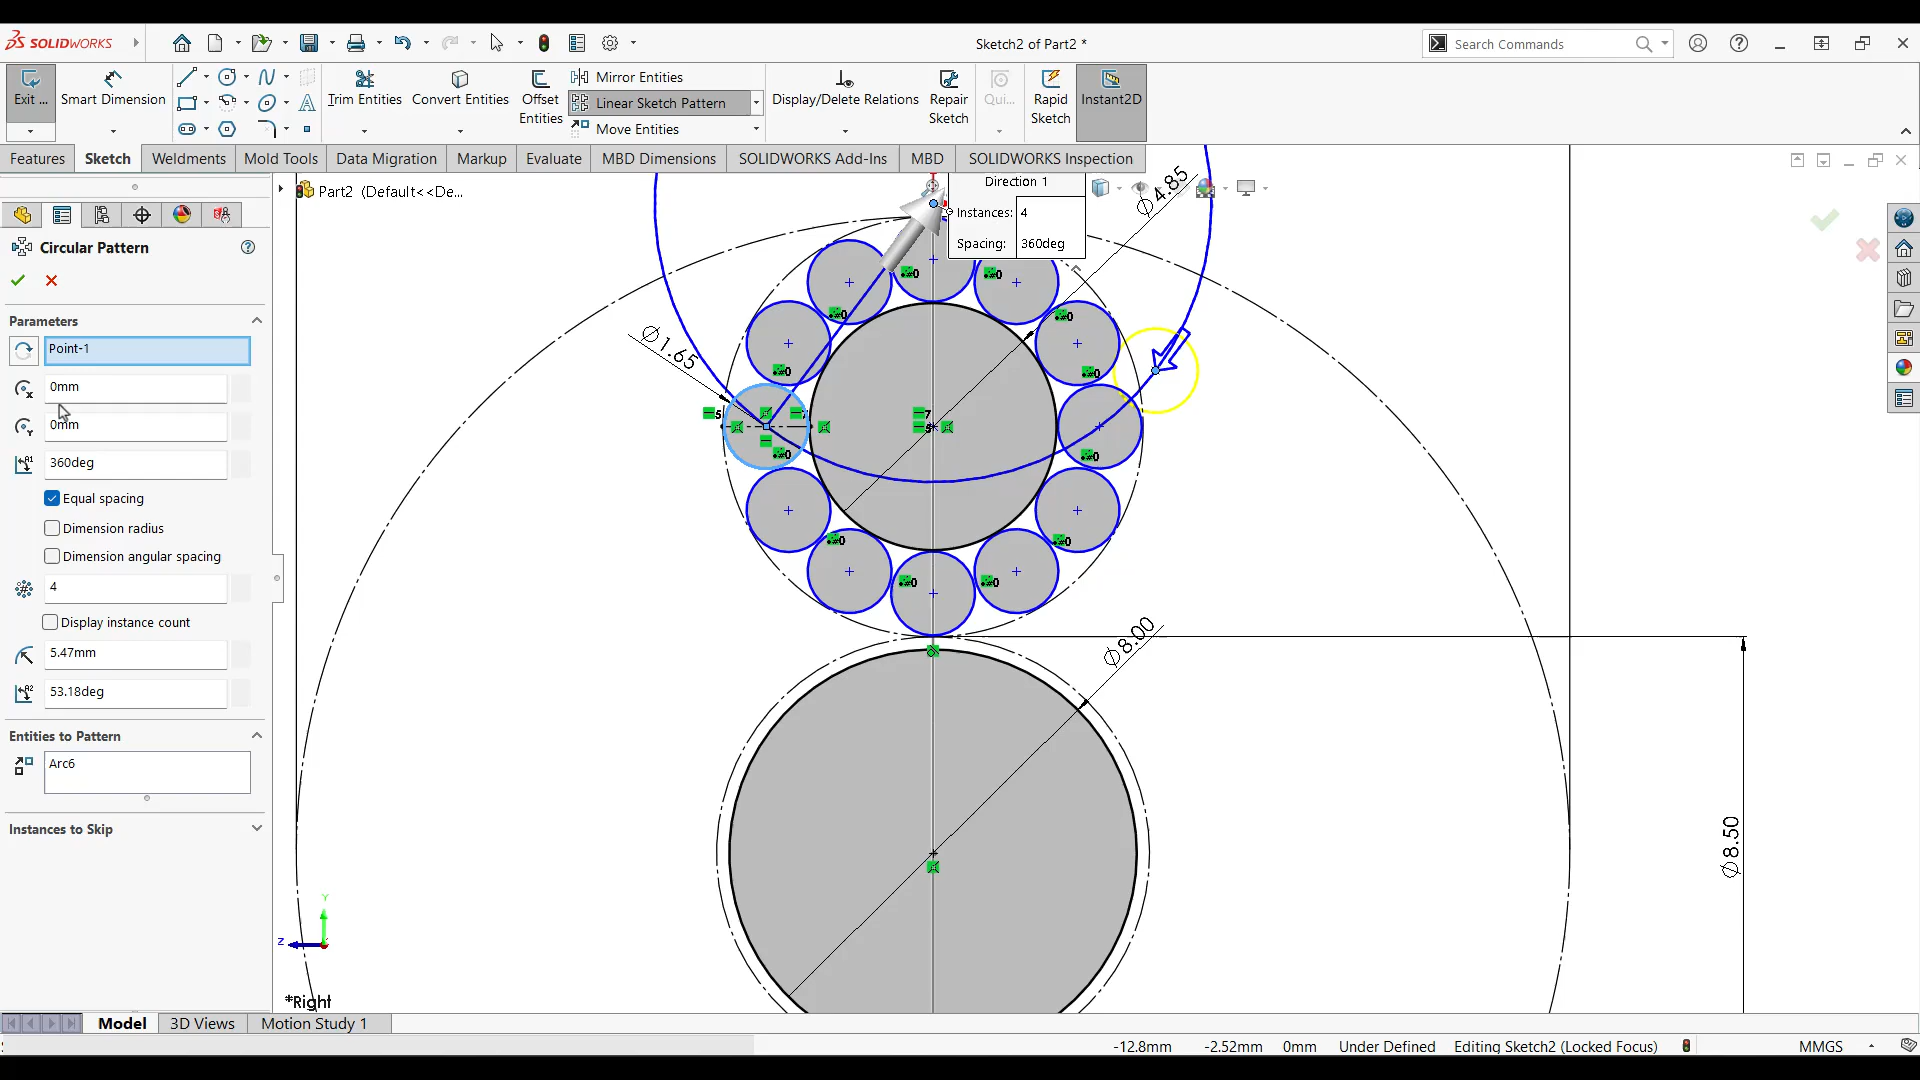 SOLIDWORKS
Sketch2 of Part2 *
Search Commands
Exit ...
Smart Dimension
Trim Entities
Convert Entities
Offset Entities
Mirror Entities
Linear Sketch Pattern
Move Entities
Display/Delete Relations
Repair Sketch
Qui...
Rapid Sketch
Instant2D
Features
Sketch
Weldments
Mold Tools
Data Migration
Markup
Evaluate
MBD Dimensions
SOLIDWORKS Add-Ins
MBD
SOLIDWORKS Inspection
Part2 (Default<<De...
Circular Pattern
Parameters
Point-1
0mm
0mm
360deg
Equal spacing
Dimension radius
Dimension angular spacing
4
Display instance count
5.47mm
53.18deg
Entities to Pattern
Arc6
Instances to Skip
Direction 1
Instances: 4
Spacing: 360deg
Ø4.85
Ø1.65
Ø8.00
Ø8.50
Y
Z
*Right
Model
3D Views
Motion Study 1
-12.8mm
-2.52mm
0mm
Under Defined
Editing Sketch2 (Locked Focus)
MMGS